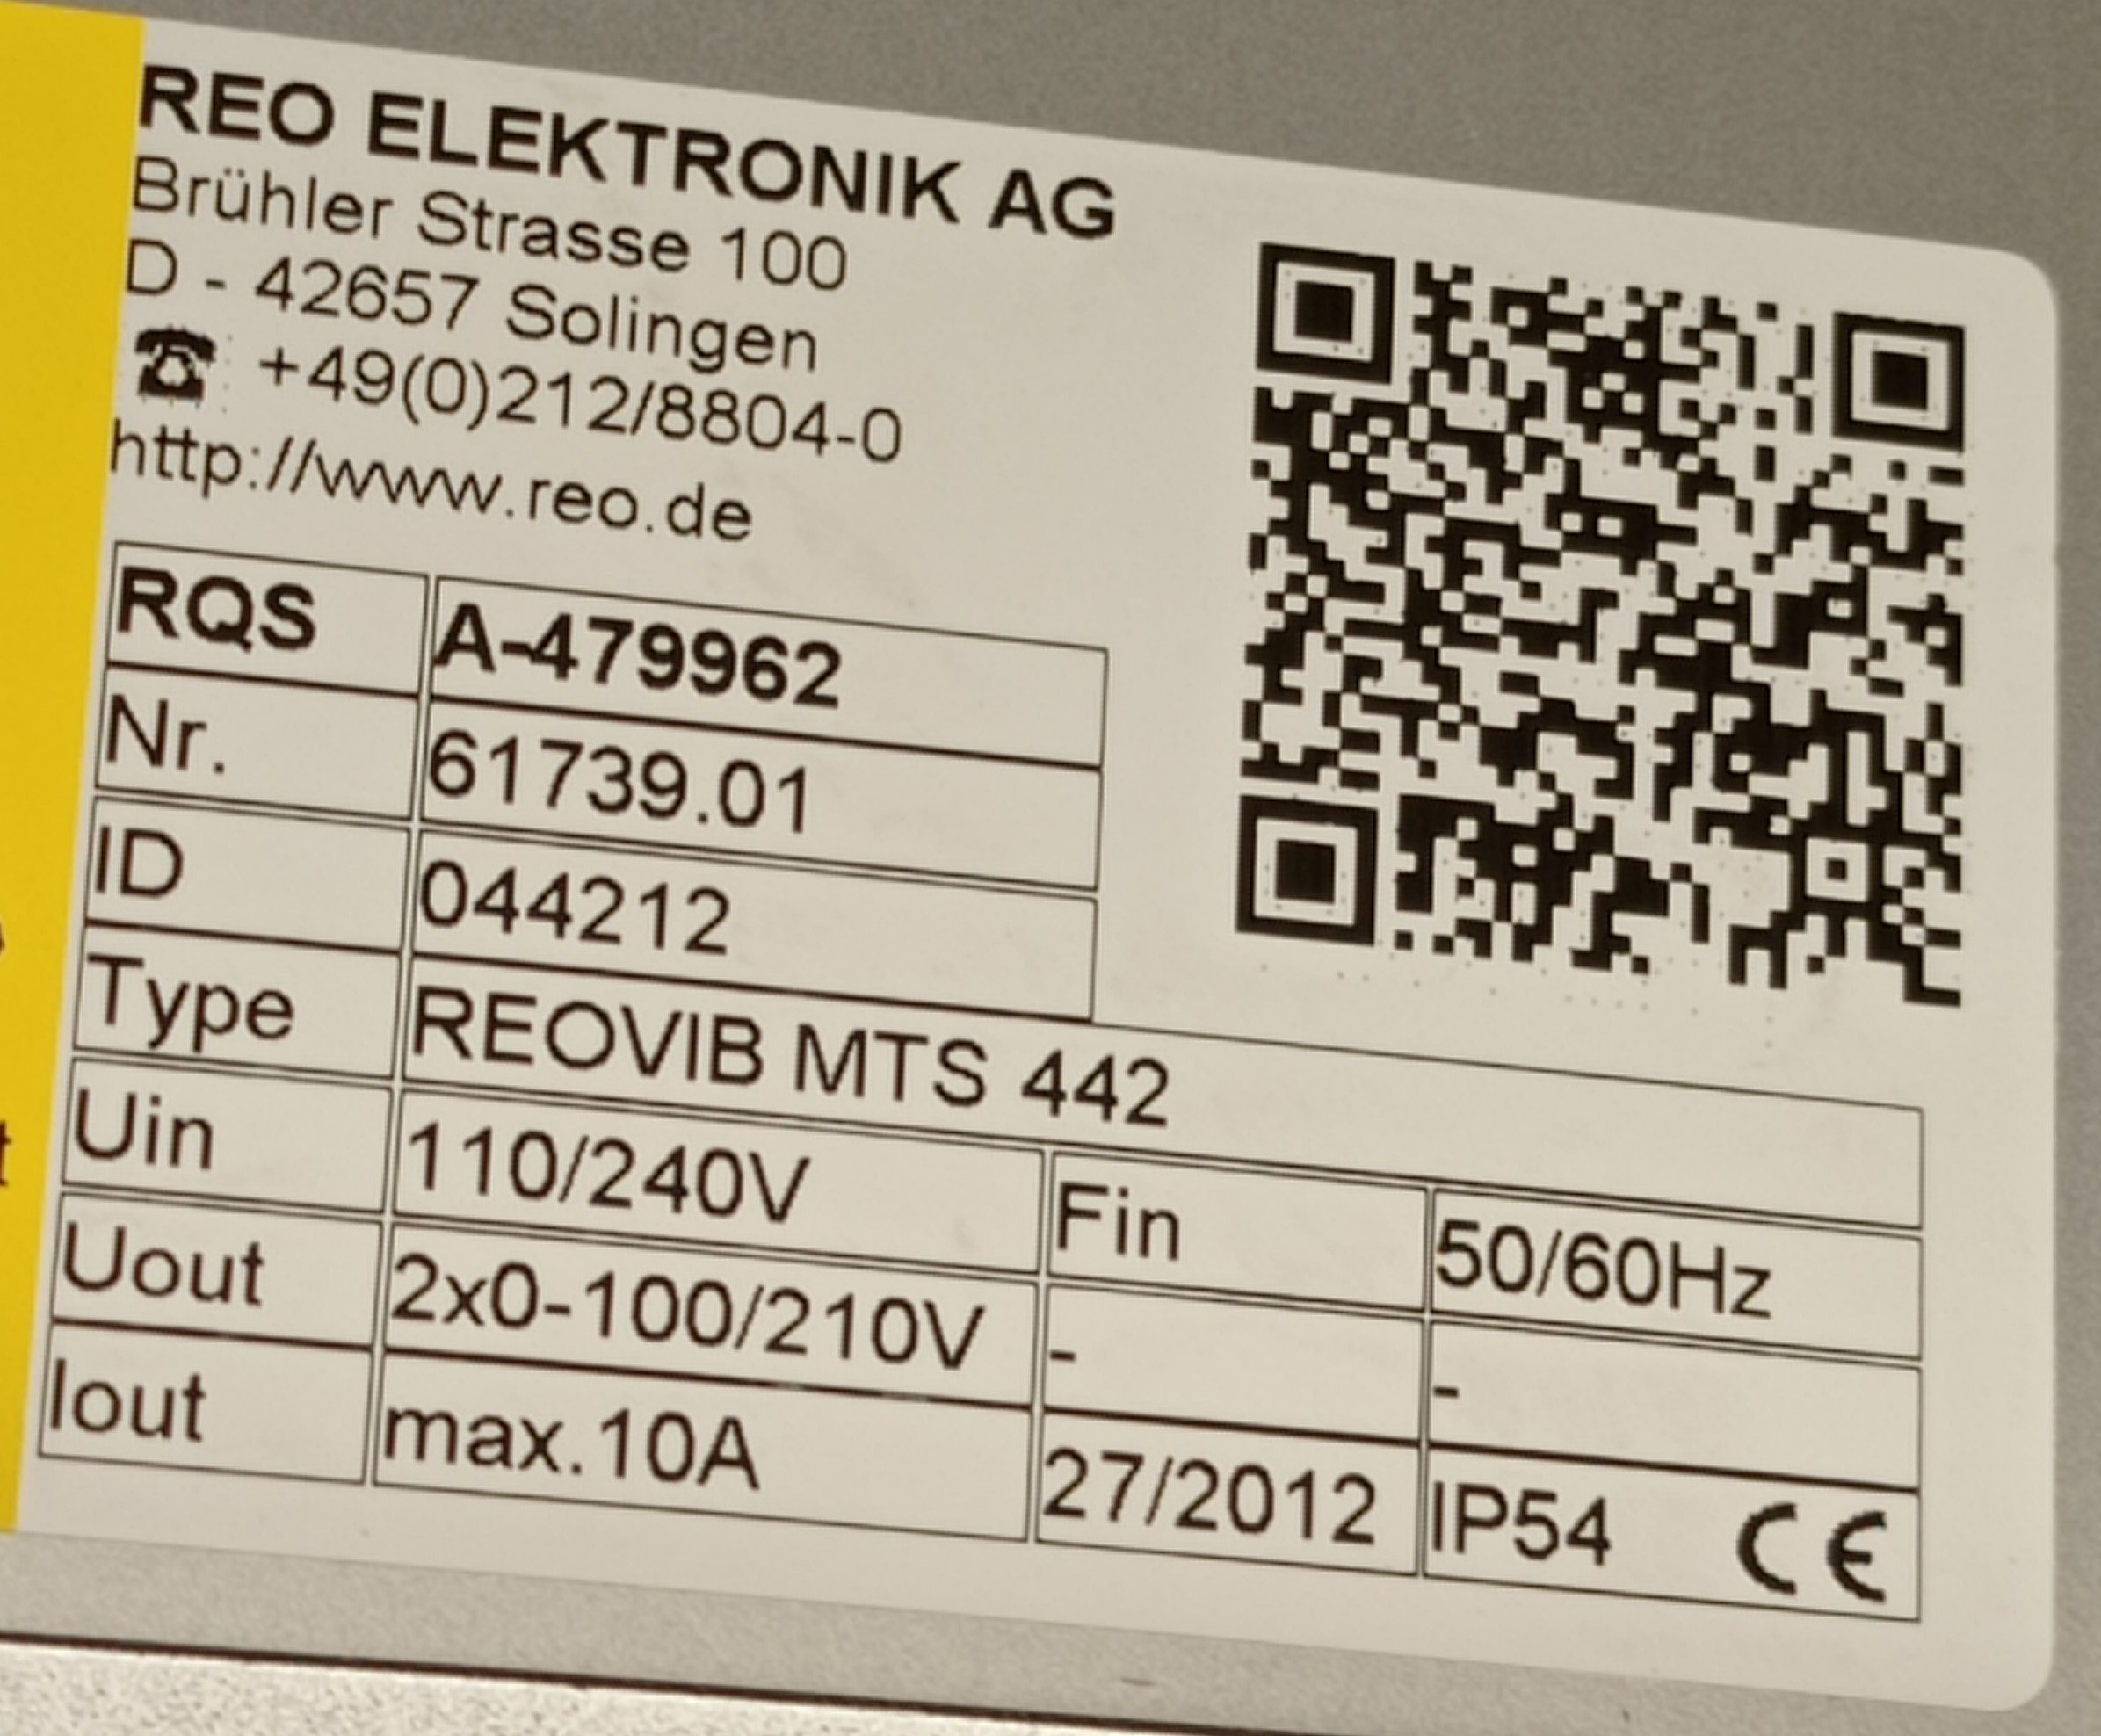 REO ELEKTRONIK AG
Brühler Strasse 100
D - 42657 Solingen
☎ +49(0)212/8804-0
http://www.reo.de
RQS A-479962
Nr. 61739.01
ID 044212
Type REOVIB MTS 442
Uin 110/240V Fin 50/60Hz
Uout 2x0-100/210V - -
Iout max.10A 27/2012 IP54 CE